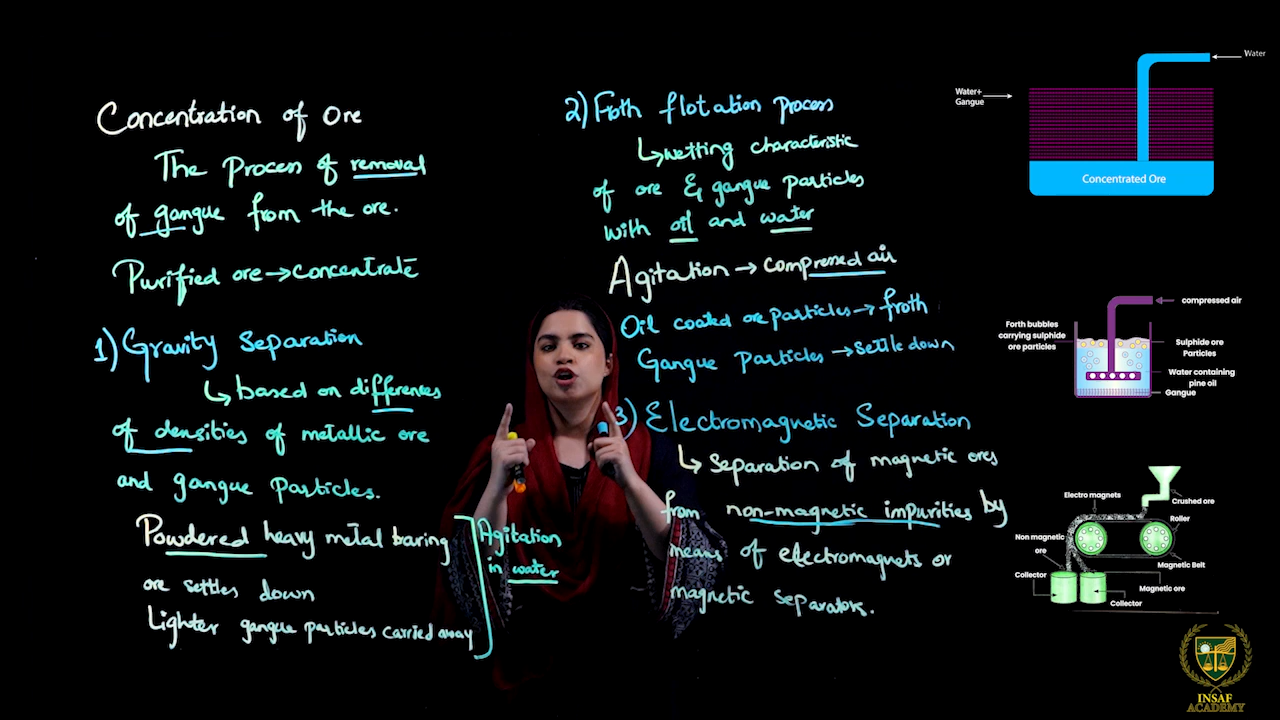 Concentration of Ore
The Process of removal
of gangue from the ore.
Purified ore → concentrate
1) Gravity Separation
↳ based on differences
of densities of metallic ore
and gangue particles.
Powdered heavy metal baring
ore settles down
Lighter gangue particles carried away
Agitation
in water
2) Froth flotation process
↳ wetting characteristic
of ore & gangue particles
with oil and water
Agitation → compressed air
Oil coated ore particles → froth
Gangue Particles → settle down
3) Electromagnetic Separation
↳ Separation of magnetic ores
from non-magnetic impurities by
means of electromagnets or
magnetic separators.
Water
Water+
Gangue
Concentrated Ore
compressed air
Forth bubbles
carrying sulphide
ore particles
Sulphide ore
Particles
Water containing
pine oil
Gangue
Electro magnets
Crushed ore
Roller
Non magnetic
ore
Magnetic Belt
Collector
Magnetic ore
Collector
INSAF
ACADEMY